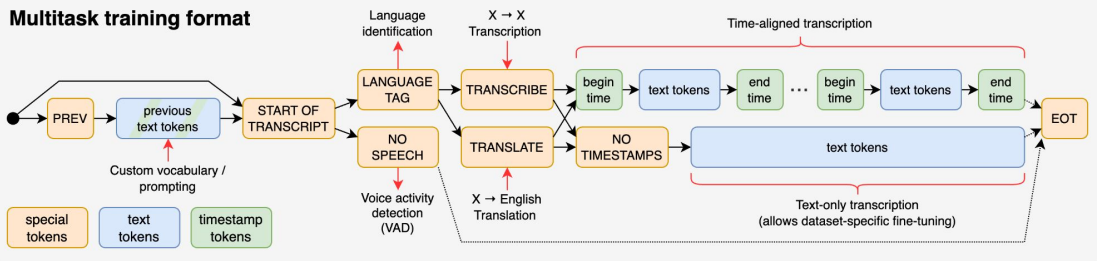 Multitask training format
Language
identification
X → X
Transcription
Time-aligned transcription
PREV
previous
text tokens
START OF
TRANSCRIPT
LANGUAGE
TAG
NO
SPEECH
TRANSCRIBE
TRANSLATE
begin
time
text tokens
end
time
...
begin
time
text tokens
end
time
NO
TIMESTAMPS
text tokens
EOT
Custom vocabulary /
prompting
Voice activity
detection
(VAD)
X → English
Translation
Text-only transcription
(allows dataset-specific fine-tuning)
special
tokens
text
tokens
timestamp
tokens